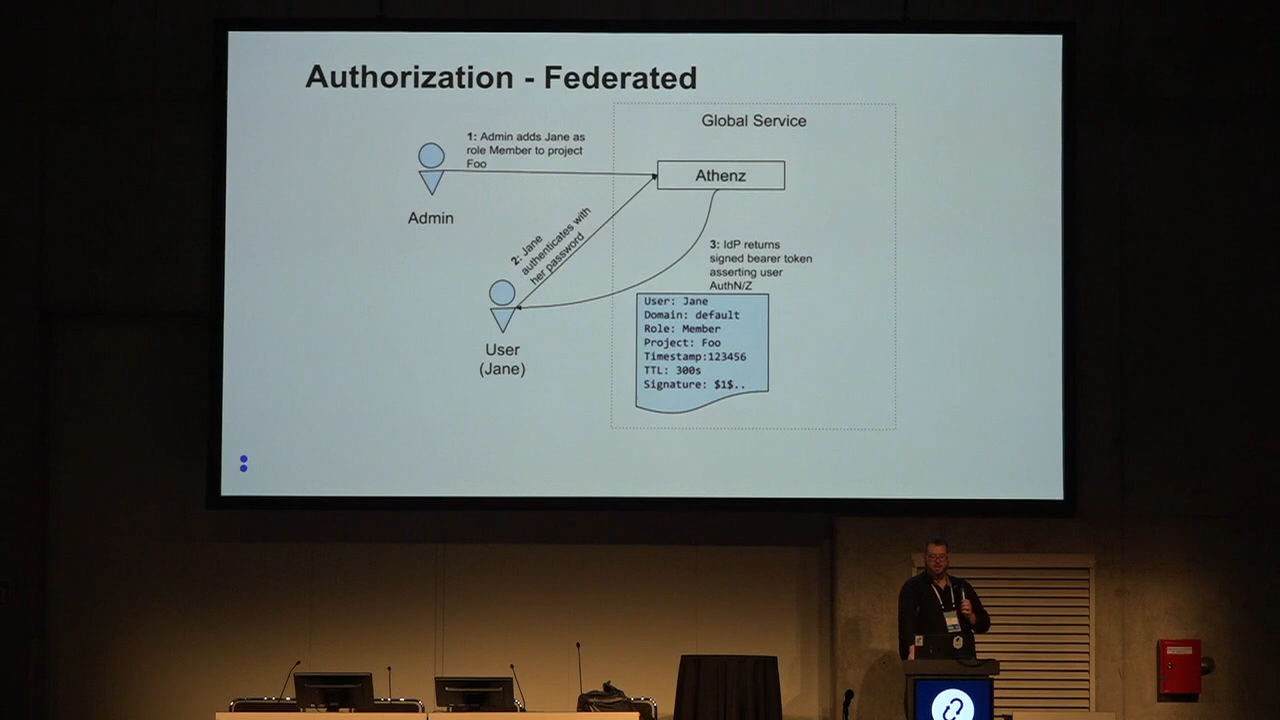 Authorization - Federated
Global Service
1: Admin adds Jane as
role Member to project
Foo
Athenz
Admin
2: Jane
authenticates with
her password
3: IdP returns
signed bearer token
asserting user
AuthN/Z
User: Jane
Domain: default
Role: Member
Project: Foo
Timestamp:123456
TTL: 300s
Signature: $1$..
User
(Jane)